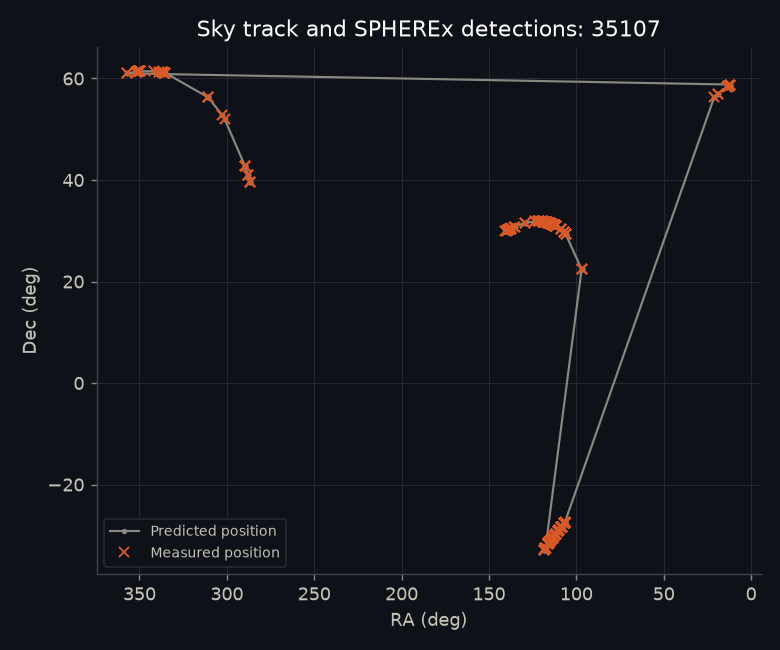 Sky track and SPHEREx detections: 35107
60
40
20
0
−20
Dec (deg)
Predicted position
Measured position
350 300 250 200 150 100 50 0
RA (deg)